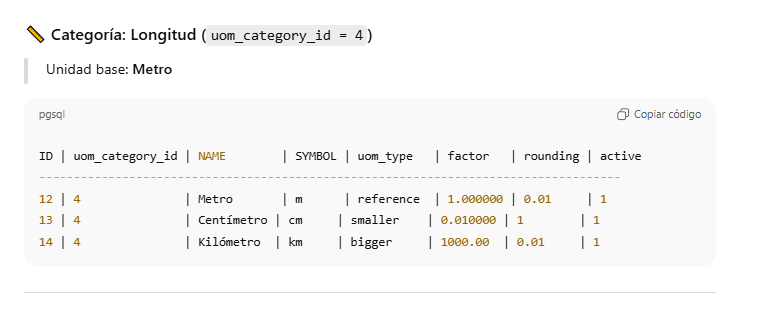 📏 Categoría: Longitud (uom_category_id = 4)
Unidad base: Metro
pgsql
Copiar código
ID | uom_category_id | NAME | SYMBOL | uom_type | factor | rounding | active
--------------------------------------------------------------------------------
12 | 4 | Metro | m | reference | 1.000000 | 0.01 | 1
13 | 4 | Centímetro | cm | smaller | 0.010000 | 1 | 1
14 | 4 | Kilómetro | km | bigger | 1000.00 | 0.01 | 1